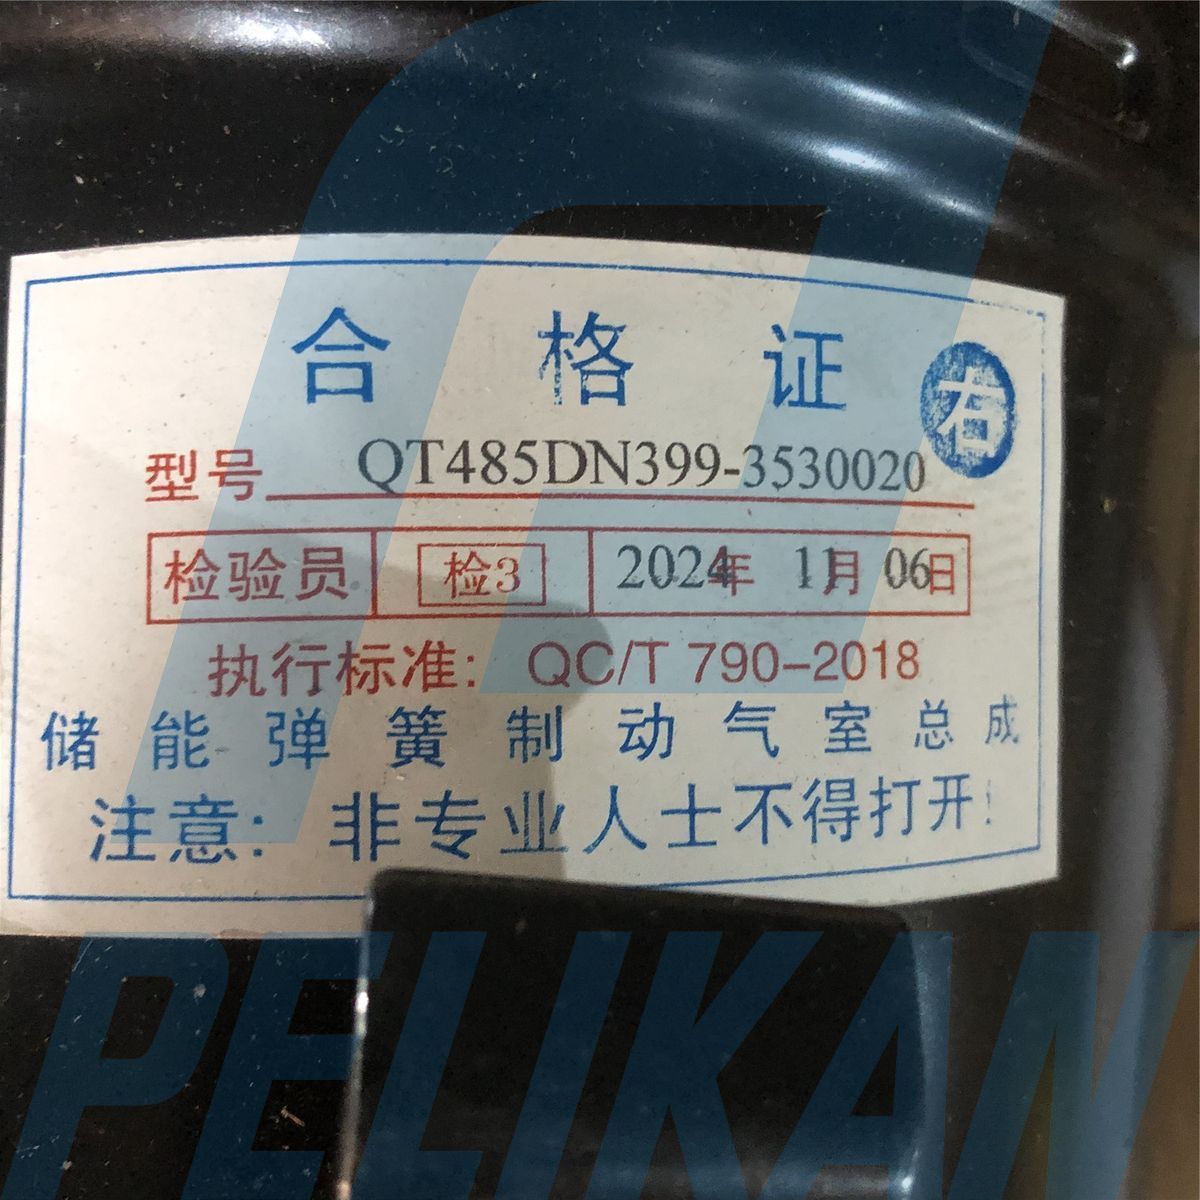 合格证
右
型号 QT485DN399-3530020
检验员 检3 2024年 11月 06日
执行标准: QC/T 790-2018
储能弹簧制动气室总成
注意: 非专业人士不得打开!
PELIKAN